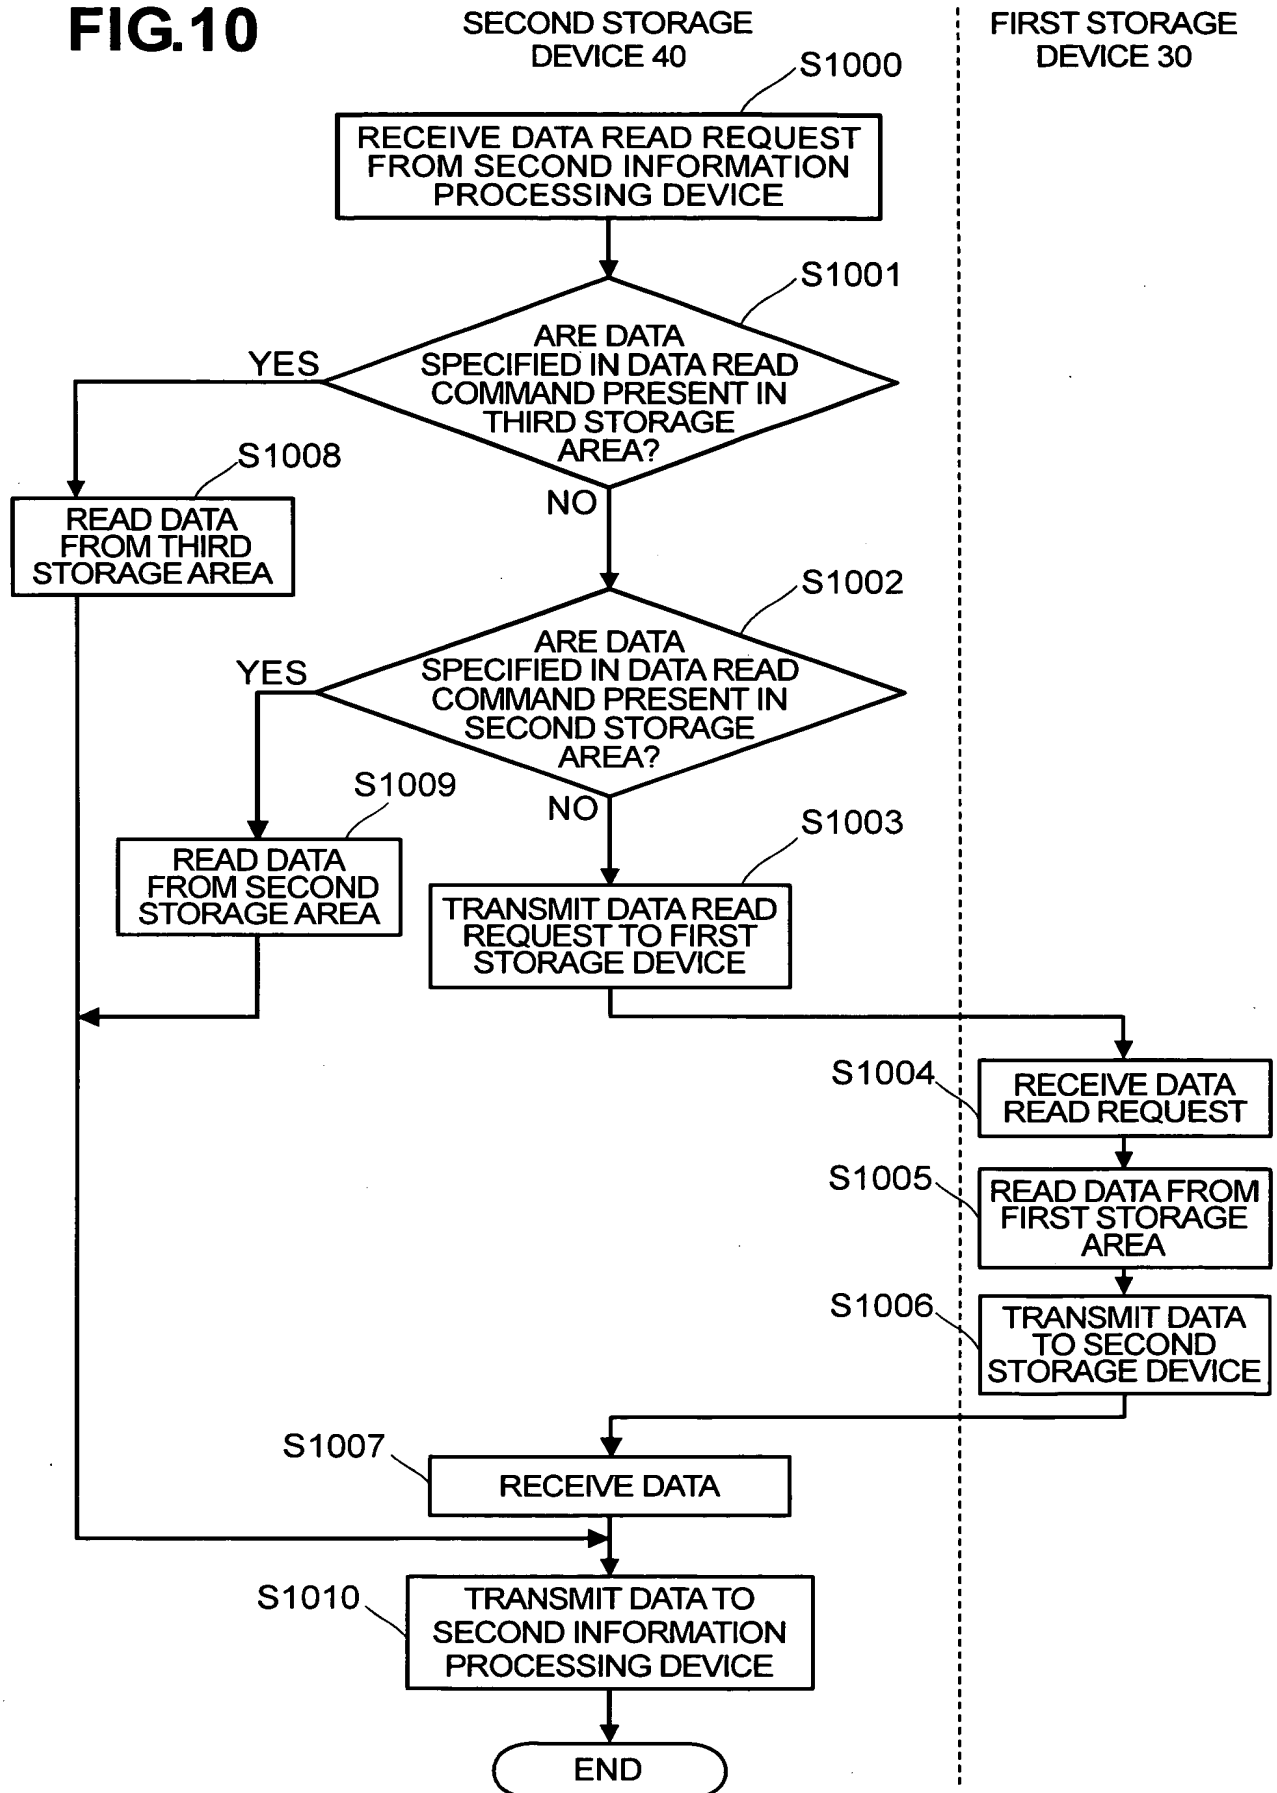 FIG.10
SECOND STORAGE
DEVICE 40
FIRST STORAGE
DEVICE 30
S1000
RECEIVE DATA READ REQUEST
FROM SECOND INFORMATION
PROCESSING DEVICE
S1001
ARE DATA
SPECIFIED IN DATA READ
COMMAND PRESENT IN
THIRD STORAGE
AREA?
YES
NO
S1008
READ DATA
FROM THIRD
STORAGE AREA
S1002
ARE DATA
SPECIFIED IN DATA READ
COMMAND PRESENT IN
SECOND STORAGE
AREA?
YES
NO
S1009
READ DATA
FROM SECOND
STORAGE AREA
S1003
TRANSMIT DATA READ
REQUEST TO FIRST
STORAGE DEVICE
S1004
RECEIVE DATA
READ REQUEST
S1005
READ DATA FROM
FIRST STORAGE
AREA
S1006
TRANSMIT DATA
TO SECOND
STORAGE DEVICE
S1007
RECEIVE DATA
S1010
TRANSMIT DATA TO
SECOND INFORMATION
PROCESSING DEVICE
END